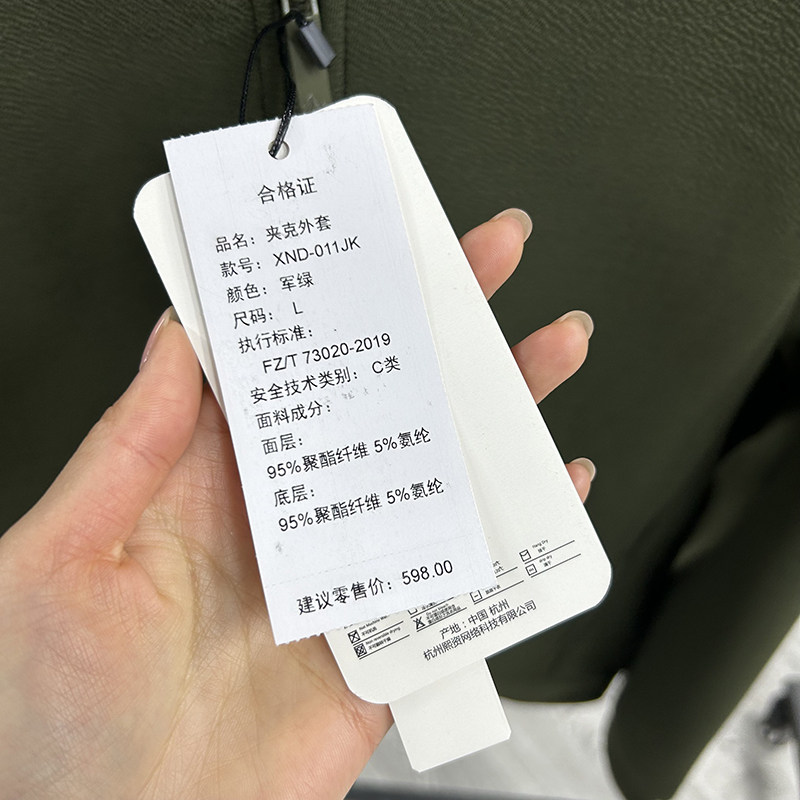 合格证
品名：夹克外套
款号：XND-011JK
颜色：军绿
尺码： L
执行标准：
FZ/T 73020-2019
安全技术类别： C类
面料成分：
面层：
95%聚酯纤维 5%氨纶
底层：
95%聚酯纤维 5%氨纶
建议零售价：598.00
产地：中国 杭州
杭州熙资网络科技有限公司